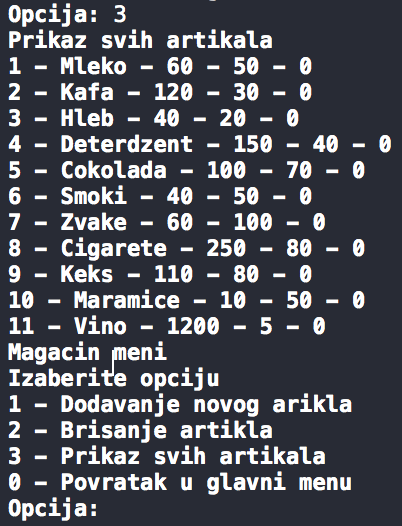 Opcija: 3
Prikaz svih artikala
1 - Mleko - 60 - 50 - 0
2 - Kafa - 120 - 30 - 0
3 - Hleb - 40 - 20 - 0
4 - Deterdzent - 150 - 40 - 0
5 - Cokolada - 100 - 70 - 0
6 - Smoki - 40 - 50 - 0
7 - Zvake - 60 - 100 - 0
8 - Cigarete - 250 - 80 - 0
9 - Keks - 110 - 80 - 0
10 - Maramice - 10 - 50 - 0
11 - Vino - 1200 - 5 - 0
Magacin meni
Izaberite opciju
1 - Dodavanje novog arikla
2 - Brisanje artikla
3 - Prikaz svih artikala
0 - Povratak u glavni menu
Opcija: